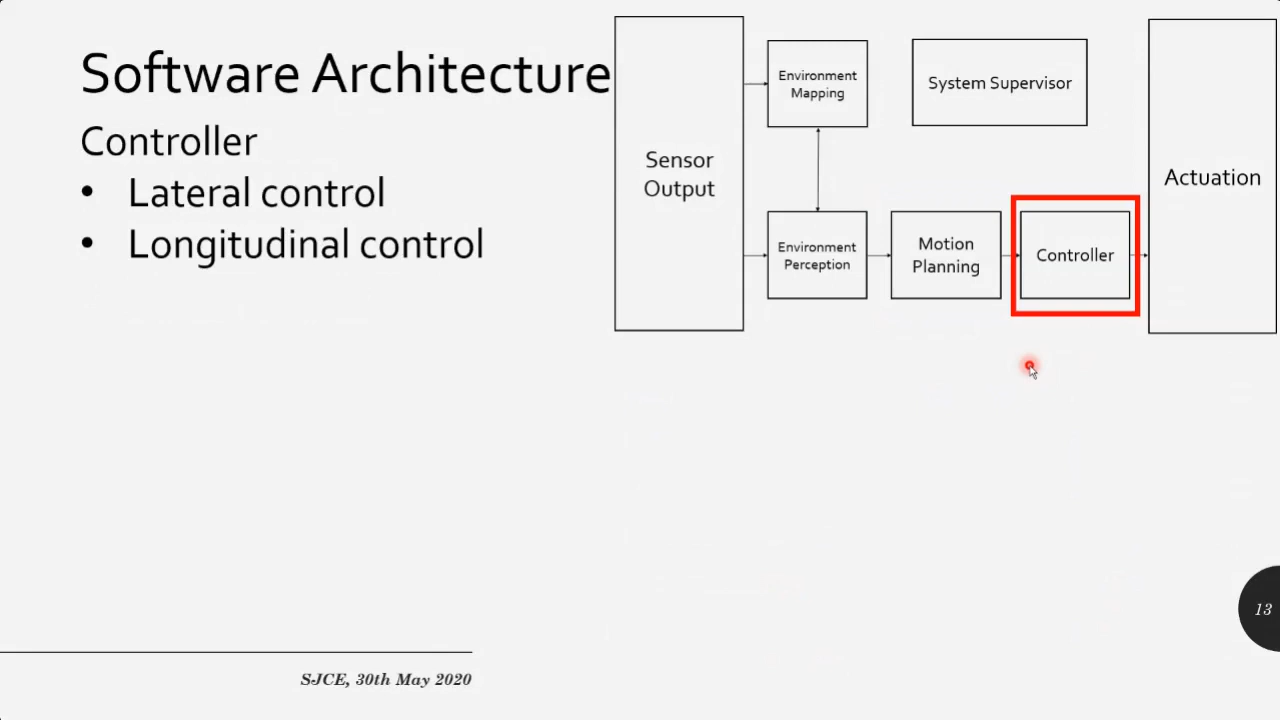 Software Architecture
Controller
• Lateral control
• Longitudinal control
Sensor
Output
Environment
Mapping
System Supervisor
Environment
Perception
Motion
Planning
Controller
Actuation
13
SJCE, 30th May 2020